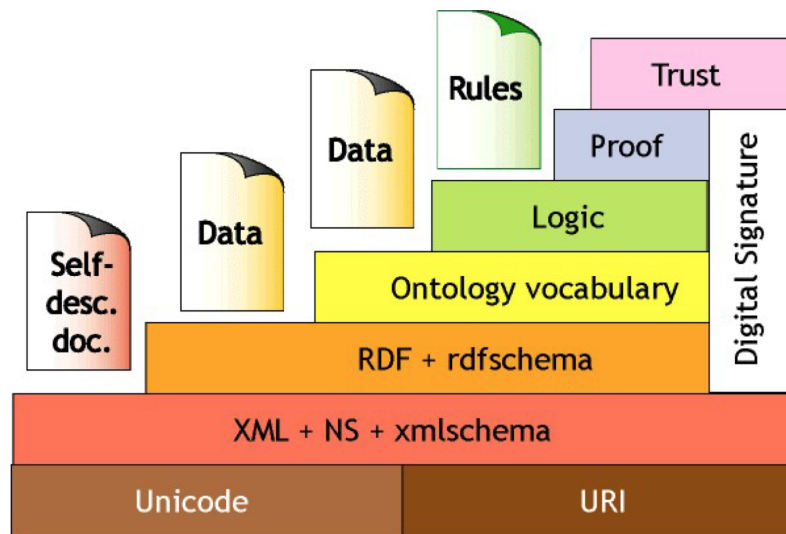 Rules
Trust
Data
Proof
Data
Logic
Self-
desc.
doc.
Ontology vocabulary
Digital Signature
RDF + rdfschema
XML + NS + xmlschema
Unicode
URI